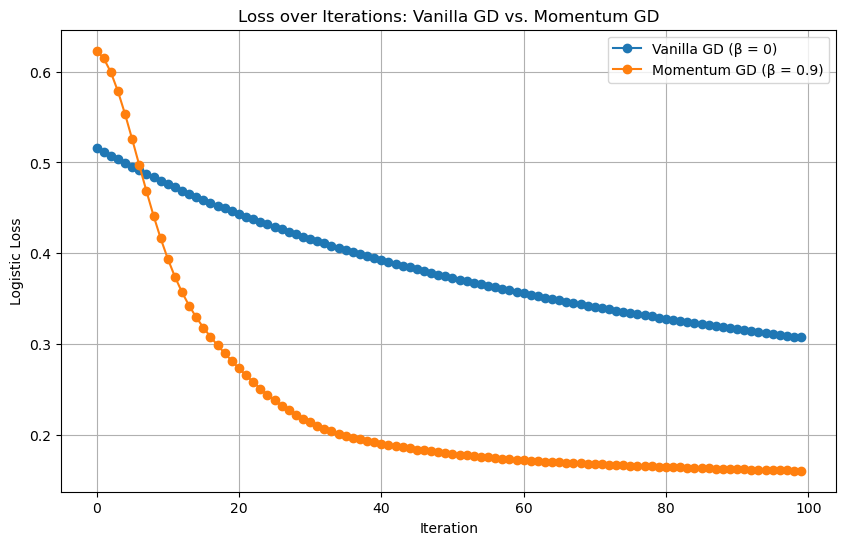 Loss over Iterations: Vanilla GD vs. Momentum GD
Vanilla GD (β = 0)
Momentum GD (β = 0.9)
Logistic Loss
0.6
0.5
0.4
0.3
0.2
0 20 40 60 80 100
Iteration